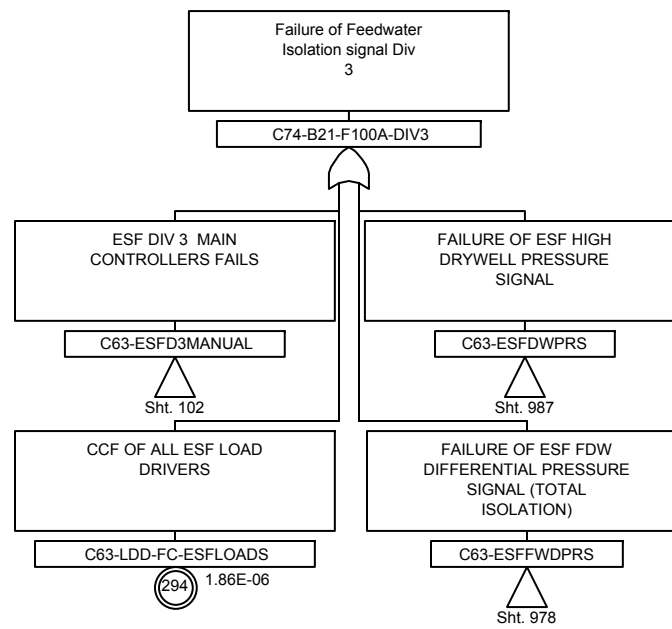 Failure of Feedwater
Isolation signal Div
3
C74-B21-F100A-DIV3
ESF DIV 3 MAIN
CONTROLLERS FAILS
C63-ESFD3MANUAL
Sht. 102
FAILURE OF ESF HIGH
DRYWELL PRESSURE
SIGNAL
C63-ESFDWPRS
Sht. 987
CCF OF ALL ESF LOAD
DRIVERS
C63-LDD-FC-ESFLOADS
294
1.86E-06
FAILURE OF ESF FDW
DIFFERENTIAL PRESSURE
SIGNAL (TOTAL
ISOLATION)
C63-ESFFWDPRS
Sht. 978